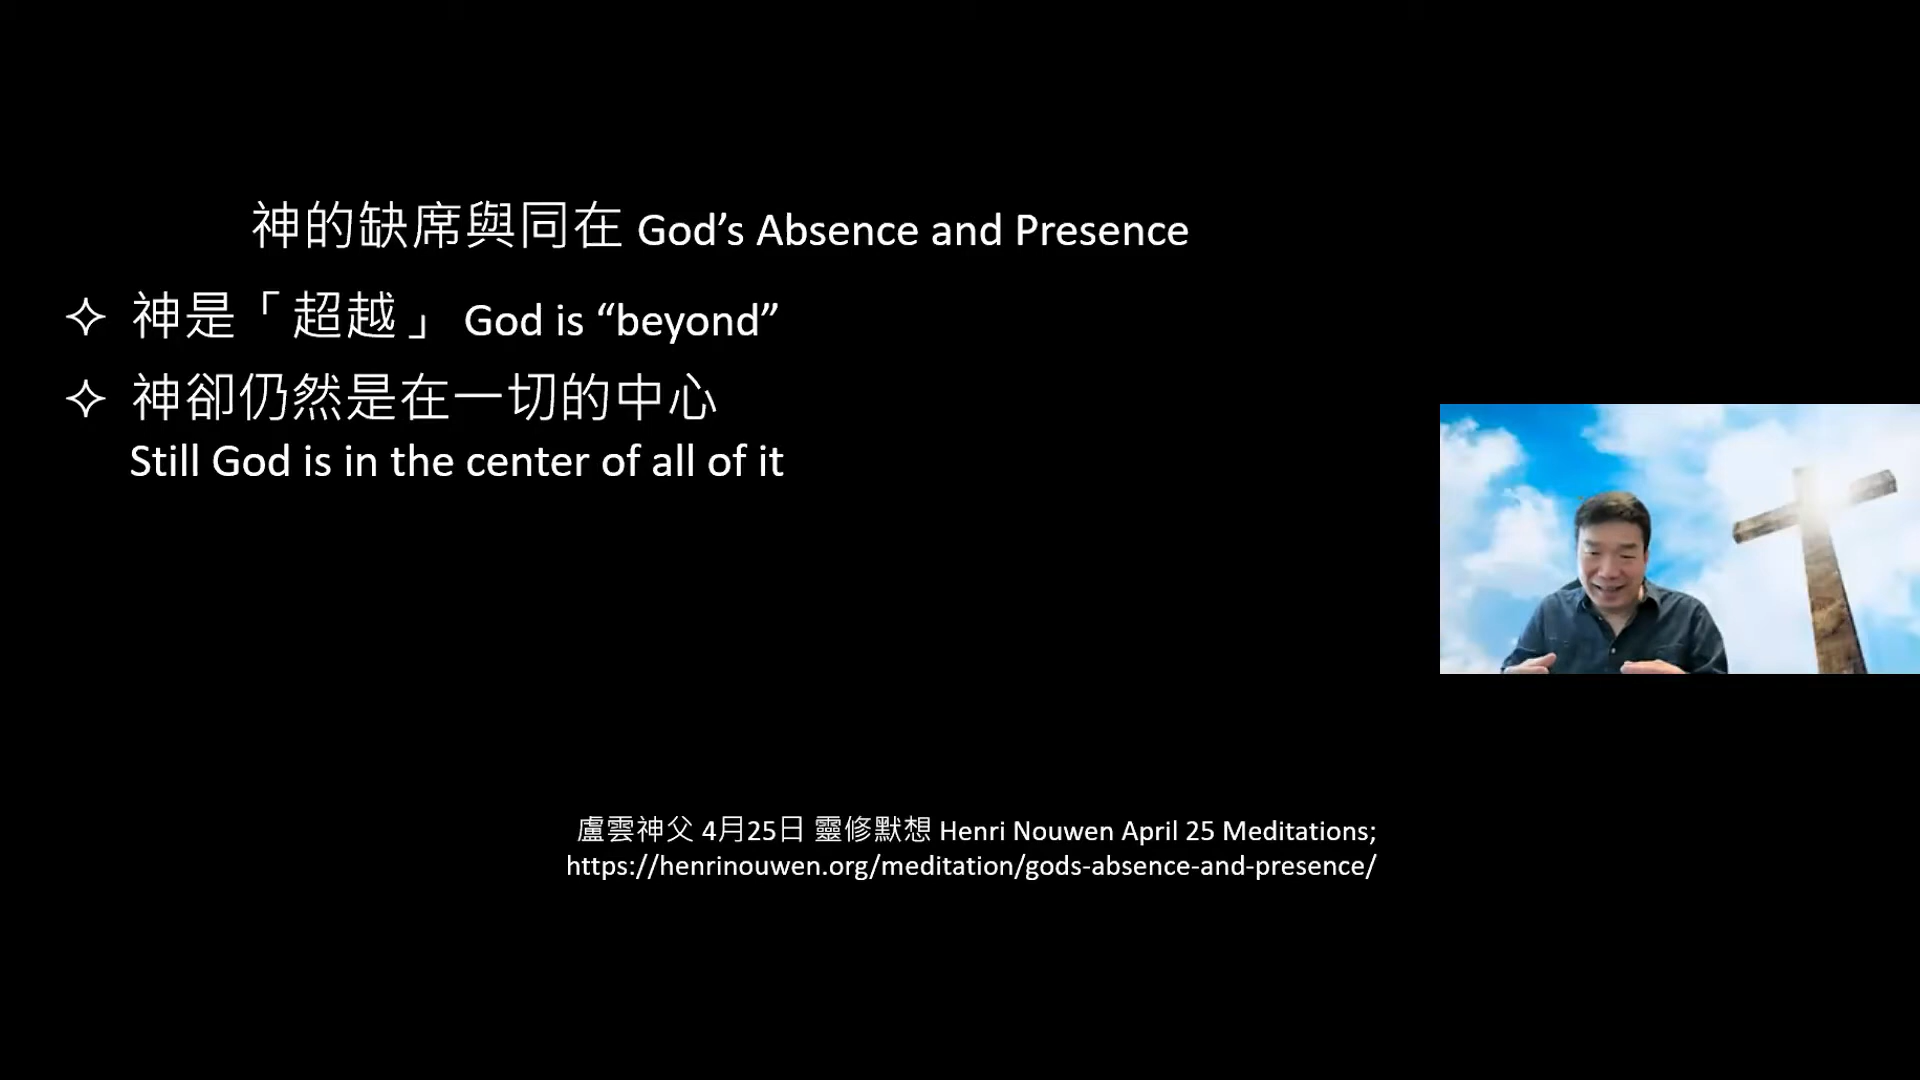 神的缺席與同在 God’s Absence and Presence
神是「超越」 God is “beyond”
神卻仍然是在一切的中心
Still God is in the center of all of it
盧雲神父 4月25日 靈修默想 Henri Nouwen April 25 Meditations;
https://henrinouwen.org/meditation/gods-absence-and-presence/